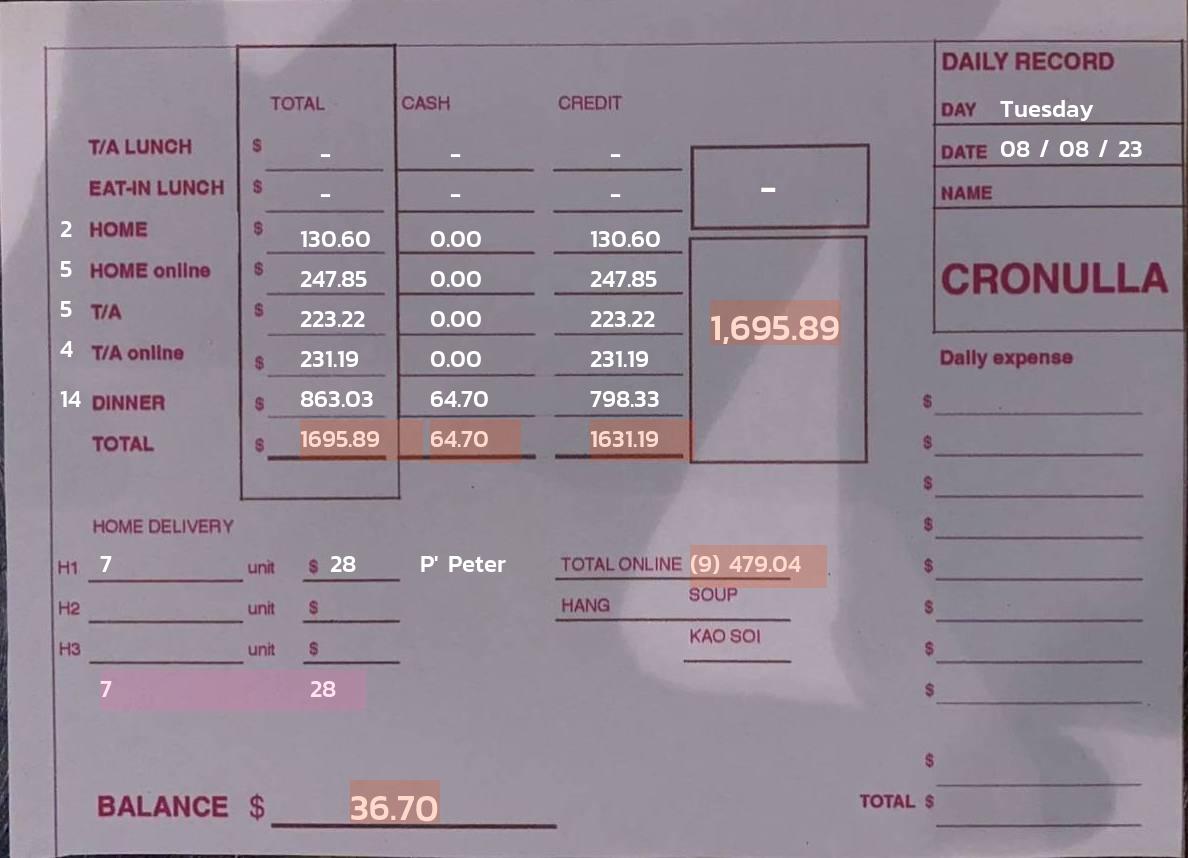 DAILY RECORD
DAY Tuesday
DATE 08 / 08 / 23
NAME
CRONULLA
TOTAL CASH CREDIT
T/A LUNCH $ - - -
EAT-IN LUNCH $ - - - -
2 HOME $ 130.60 0.00 130.60
5 HOME online $ 247.85 0.00 247.85
5 T/A $ 223.22 0.00 223.22
1,695.89
4 T/A online $ 231.19 0.00 231.19
14 DINNER $ 863.03 64.70 798.33
TOTAL $ 1695.89 64.70 1631.19
Daily expense
$
$
$
$
$
$
$
$
$
TOTAL $
HOME DELIVERY
H1 7 unit $ 28 P' Peter
H2 unit $
H3 unit $
7 28
TOTAL ONLINE (9) 479.04
HANG SOUP
KAO SOI
BALANCE $ 36.70